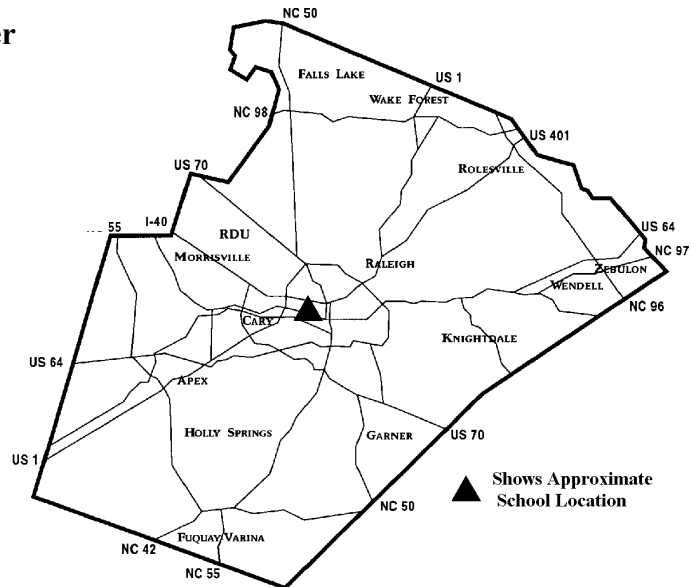 er
NC 50
FALLS LAKE
US 1
WAKE FOREST
NC 98
US 401
US 70
ROLESVILLE
55
I-40
RDU
US 64
MORRISVILLE
RALEIGH
NC 97
ZEBULON
WENDELL
NC 96
CARY
KNIGHTDALE
US 64
APEX
HOLLY SPRINGS
GARNER
US 70
US 1
Shows Approximate
School Location
NC 50
FUQUAY VARINA
NC 42
NC 55